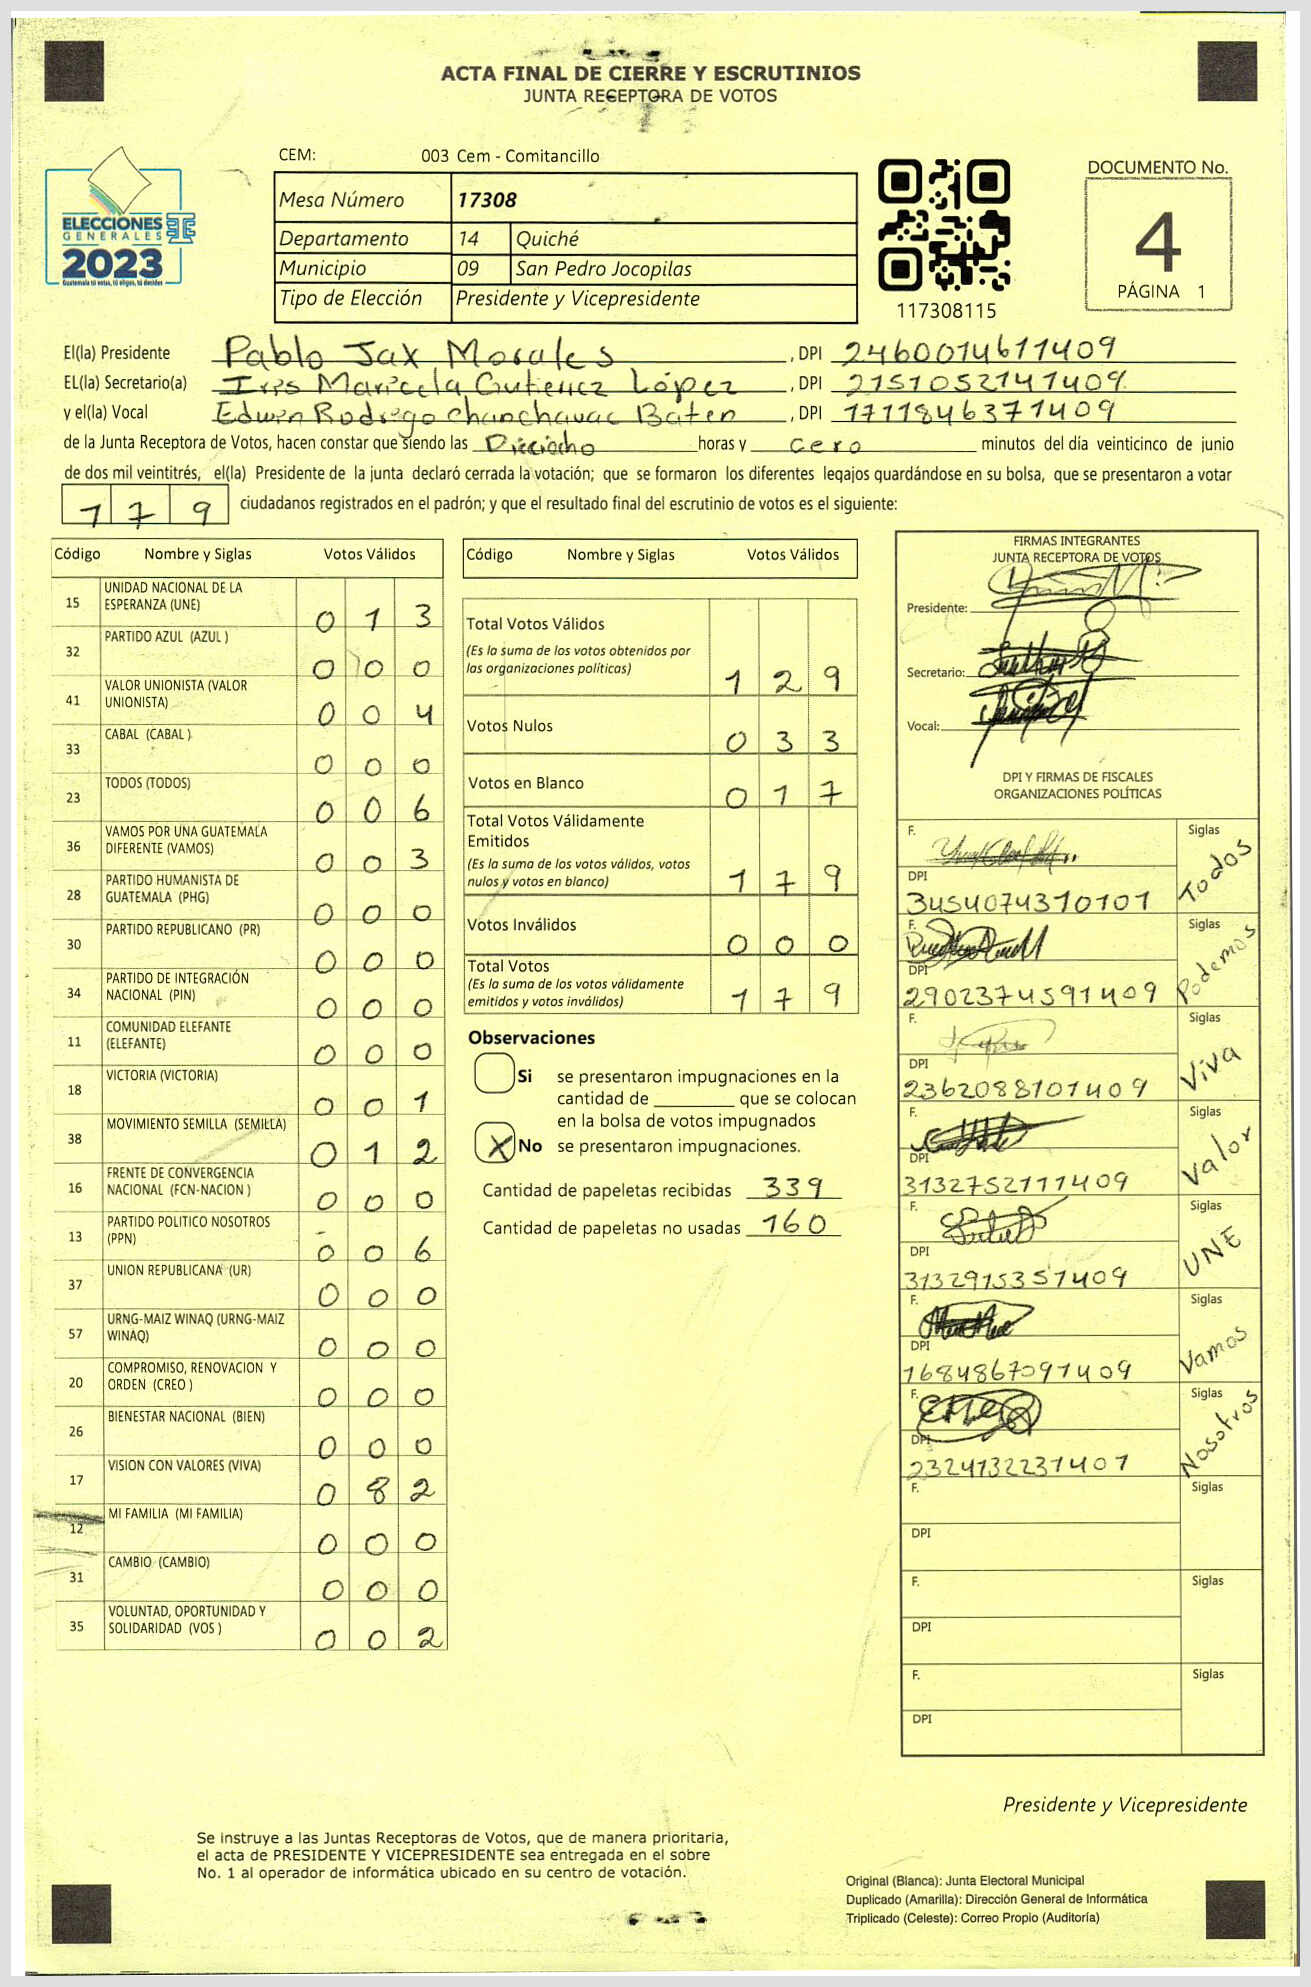 ACTA FINAL DE CIERRE Y ESCRUTINIOS
JUNTA RECEPTORA DE VOTOS
ELECCIONES
GENERALES
2023
Guatemala tú votas, tú eliges, tú decides
CEM: 003 Cem - Comitancillo
Mesa Número 17308
Departamento 14 Quiché
Municipio 09 San Pedro Jocopilas
Tipo de Elección Presidente y Vicepresidente
117308115
DOCUMENTO No.
4
PÁGINA 1
El(la) Presidente Pablo Jax Morales, DPI 2460014611409
EL(la) Secretario(a) Iris Maricela Gutierrez López, DPI 2151052141409
y el(la) Vocal Edwin Rodrigo Chanchavac Baten, DPI 1711846371409
de la Junta Receptora de Votos, hacen constar que siendo las Dieciocho horas y cero minutos del día veinticinco de junio
de dos mil veintitrés, el(la) Presidente de la junta declaró cerrada la votación; que se formaron los diferentes legajos guardándose en su bolsa, que se presentaron a votar
179 ciudadanos registrados en el padrón; y que el resultado final del escrutinio de votos es el siguiente:
Código Nombre y Siglas Votos Válidos
15 UNIDAD NACIONAL DE LA ESPERANZA (UNE) 0 1 3
32 PARTIDO AZUL (AZUL ) 0 0 0
41 VALOR UNIONISTA (VALOR UNIONISTA) 0 0 4
33 CABAL (CABAL ) 0 0 0
23 TODOS (TODOS) 0 0 6
36 VAMOS POR UNA GUATEMALA DIFERENTE (VAMOS) 0 0 3
28 PARTIDO HUMANISTA DE GUATEMALA (PHG) 0 0 0
30 PARTIDO REPUBLICANO (PR) 0 0 0
34 PARTIDO DE INTEGRACIÓN NACIONAL (PIN) 0 0 0
11 COMUNIDAD ELEFANTE (ELEFANTE) 0 0 0
18 VICTORIA (VICTORIA) 0 0 1
38 MOVIMIENTO SEMILLA (SEMILLA) 0 1 2
16 FRENTE DE CONVERGENCIA NACIONAL (FCN-NACION ) 0 0 0
13 PARTIDO POLITICO NOSOTROS (PPN) 0 0 6
37 UNION REPUBLICANA (UR) 0 0 0
57 URNG-MAIZ WINAQ (URNG-MAIZ WINAQ) 0 0 0
20 COMPROMISO, RENOVACION Y ORDEN (CREO ) 0 0 0
26 BIENESTAR NACIONAL (BIEN) 0 0 0
17 VISION CON VALORES (VIVA) 0 8 2
12 MI FAMILIA (MI FAMILIA) 0 0 0
31 CAMBIO (CAMBIO) 0 0 0
35 VOLUNTAD, OPORTUNIDAD Y SOLIDARIDAD (VOS ) 0 0 2
Código Nombre y Siglas Votos Válidos
Total Votos Válidos
(Es la suma de los votos obtenidos por
las organizaciones políticas) 1 2 9
Votos Nulos 0 3 3
Votos en Blanco 0 1 7
Total Votos Válidamente
Emitidos
(Es la suma de los votos válidos, votos
nulos y votos en blanco) 1 7 9
Votos Inválidos 0 0 0
Total Votos
(Es la suma de los votos válidamente
emitidos y votos inválidos) 1 7 9
Observaciones
Si se presentaron impugnaciones en la
cantidad de ________ que se colocan
en la bolsa de votos impugnados
X No se presentaron impugnaciones.
Cantidad de papeletas recibidas 339
Cantidad de papeletas no usadas 160
FIRMAS INTEGRANTES
JUNTA RECEPTORA DE VOTOS
Presidente:
Secretario:
Vocal:
DPI Y FIRMAS DE FISCALES
ORGANIZACIONES POLÍTICAS
F. Siglas Todos
DPI 3454074310101
F. Siglas Podemos
DPI 2902374591409
F. Siglas Viva
DPI 2362088101409
F. Siglas Valor
DPI 3132752111409
F. Siglas UNE
DPI 3132915351409
F. Siglas Vamos
DPI 1684867091409
F. Siglas Nosotros
DPI 2324132231401
F. Siglas
DPI
F. Siglas
DPI
F. Siglas
DPI
Presidente y Vicepresidente
Se instruye a las Juntas Receptoras de Votos, que de manera prioritaria,
el acta de PRESIDENTE Y VICEPRESIDENTE sea entregada en el sobre
No. 1 al operador de informática ubicado en su centro de votación.
Original (Blanca): Junta Electoral Municipal
Duplicado (Amarilla): Dirección General de Informática
Triplicado (Celeste): Correo Propio (Auditoría)